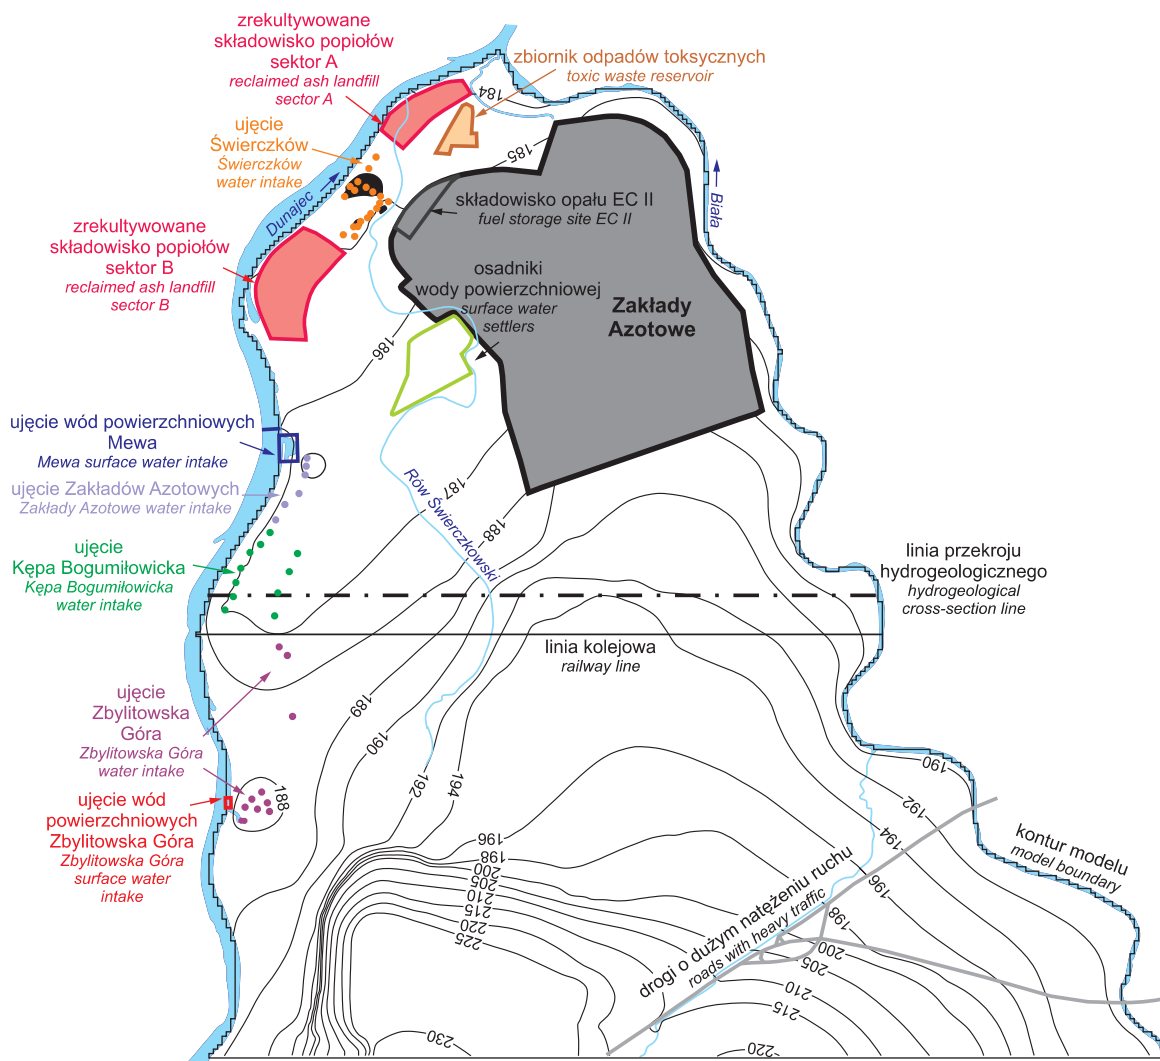 zrekultywowane
składowisko popiołów
sektor A
reclaimed ash landfill
sector A
zbiornik odpadów toksycznych
toxic waste reservoir
184
ujęcie
Świerczków
Świerczków
water intake
185
Dunajec
Biała
składowisko opału EC II
fuel storage site EC II
zrekultywowane
składowisko popiołów
sektor B
reclaimed ash landfill
sector B
osadniki
wody powierzchniowej
surface water
settlers
Zakłady
Azotowe
186
ujęcie wód powierzchniowych
Mewa
Mewa surface water intake
ujęcie Zakładów Azotowych
Zakłady Azotowe water intake
187
188
Rów Świerczkowski
ujęcie
Kępa Bogumiłowicka
Kępa Bogumiłowicka
water intake
linia przekroju
hydrogeologicznego
hydrogeological
cross-section line
linia kolejowa
railway line
ujęcie
Zbylitowska
Góra
Zbylitowska Góra
water intake
189
190
192
194
188
190
192
194
196
198
ujęcie wód
powierzchniowych
Zbylitowska Góra
Zbylitowska Góra
surface water
intake
kontur modelu
model boundary
196
198
200
205
210
215
220
225
230
drogi o dużym natężeniu ruchu
roads with heavy traffic
200
205
210
215
220